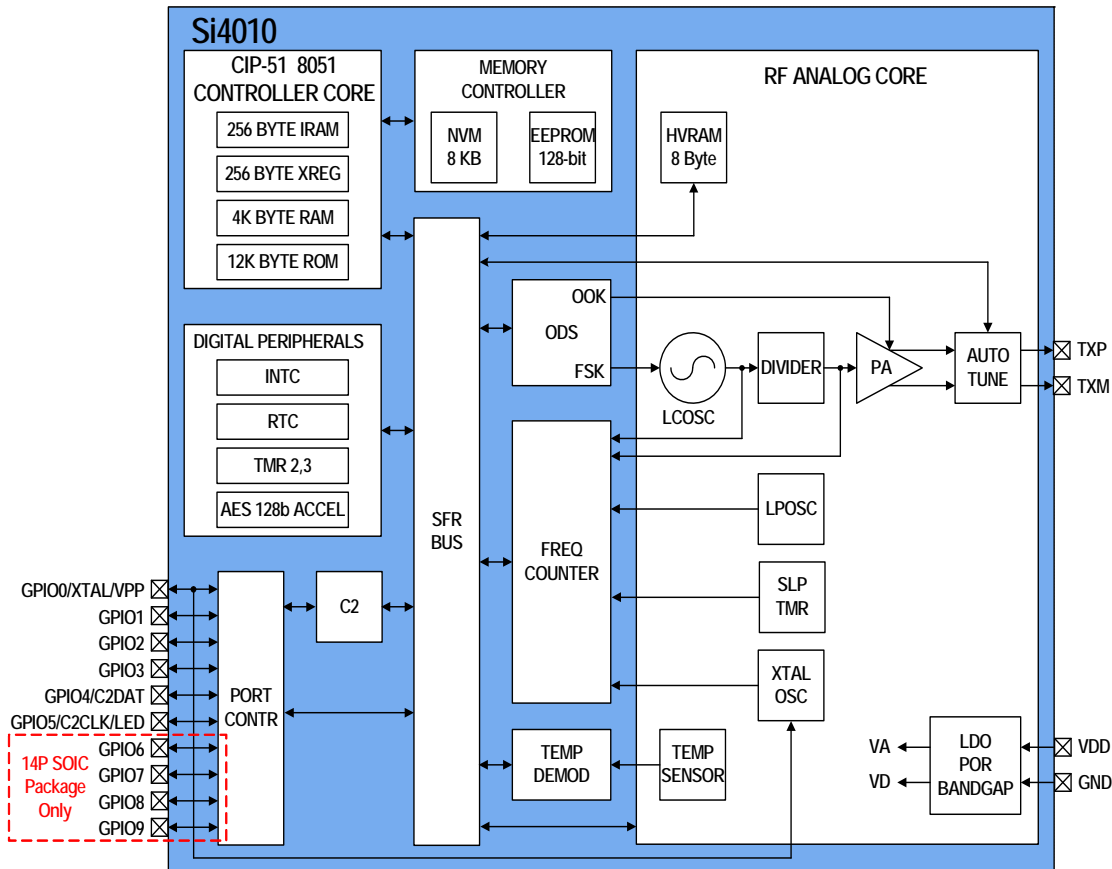 Si4010
CIP-51 8051
CONTROLLER CORE
256 BYTE IRAM
256 BYTE XREG
4K BYTE RAM
12K BYTE ROM
MEMORY
CONTROLLER
NVM
8 KB
EEPROM
128-bit
RF ANALOG CORE
HVRAM
8 Byte
DIGITAL PERIPHERALS
INTC
RTC
TMR 2,3
AES 128b ACCEL
SFR
BUS
OOK
ODS
FSK
LCOSC
DIVIDER
PA
AUTO
TUNE
TXP
TXM
FREQ
COUNTER
LPOSC
SLP
TMR
XTAL
OSC
GPIO0/XTAL/VPP
GPIO1
GPIO2
GPIO3
GPIO4/C2DAT
GPIO5/C2CLK/LED
GPIO6
GPIO7
GPIO8
GPIO9
14P SOIC
Package
Only
PORT
CONTR
C2
TEMP
DEMOD
TEMP
SENSOR
VA
VD
LDO
POR
BANDGAP
VDD
GND